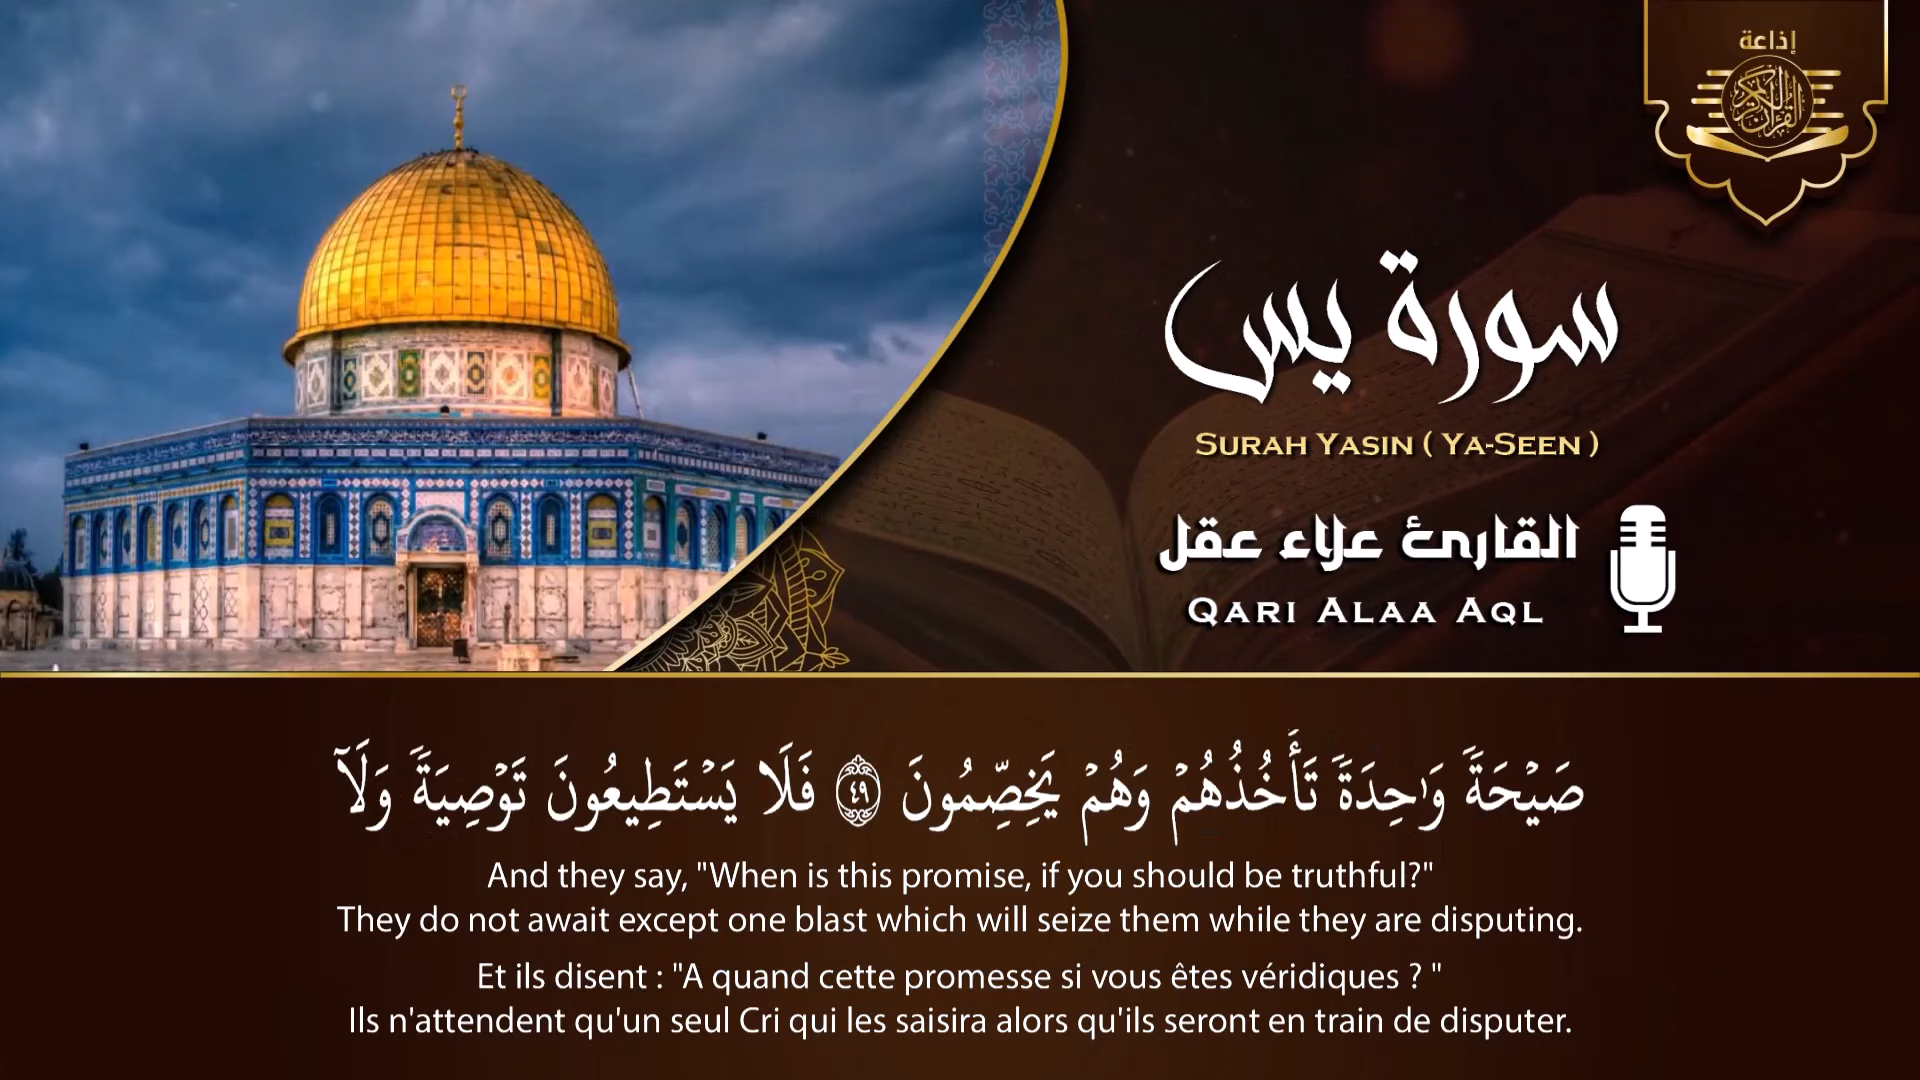 إذاعة
القرآن الكريم
سورة يس
SURAH YASIN ( YA-SEEN )
القارئ علاء عقل
QARI ALAA AQL
صَيْحَةً وَٰحِدَةً تَأْخُذُهُمْ وَهُمْ يَخِصِّمُونَ ٤٩ فَلَا يَسْتَطِيعُونَ تَوْصِيَةً وَلَآ
And they say, "When is this promise, if you should be truthful?"
They do not await except one blast which will seize them while they are disputing.
Et ils disent : "A quand cette promesse si vous êtes véridiques ? "
Ils n'attendent qu'un seul Cri qui les saisira alors qu'ils seront en train de disputer.